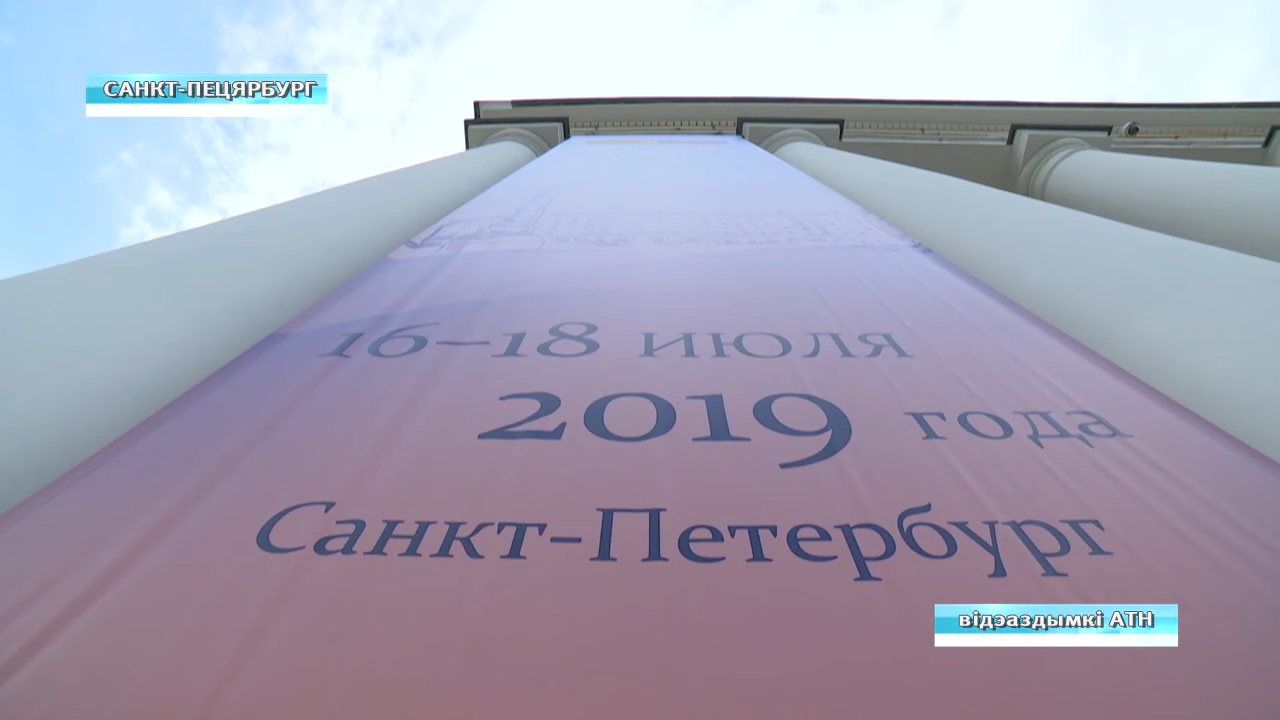 САНКТ-ПЕЦЯРБУРГ
16–18 июля
2019 года
Санкт-Петербург
відэаздымкі АТН